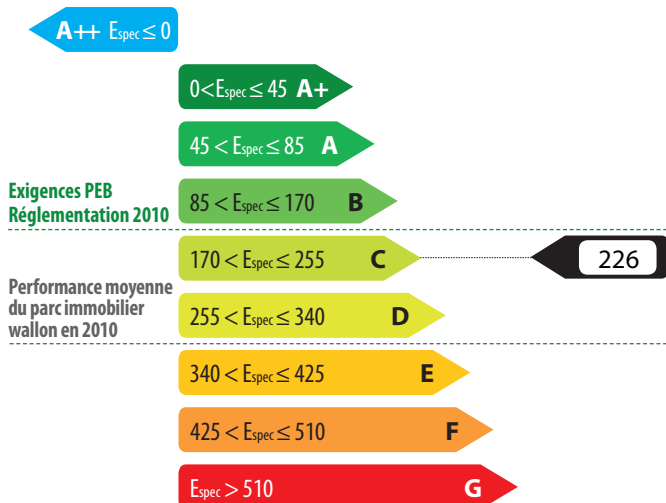 A++ Espec ≤ 0
0<Espec ≤ 45 A+
45 < Espec ≤ 85 A
Exigences PEB
Réglementation 2010
85 < Espec ≤ 170 B
170 < Espec ≤ 255 C
226
Performance moyenne
du parc immobilier
wallon en 2010
255 < Espec ≤ 340 D
340 < Espec ≤ 425 E
425 < Espec ≤ 510 F
Espec > 510 G